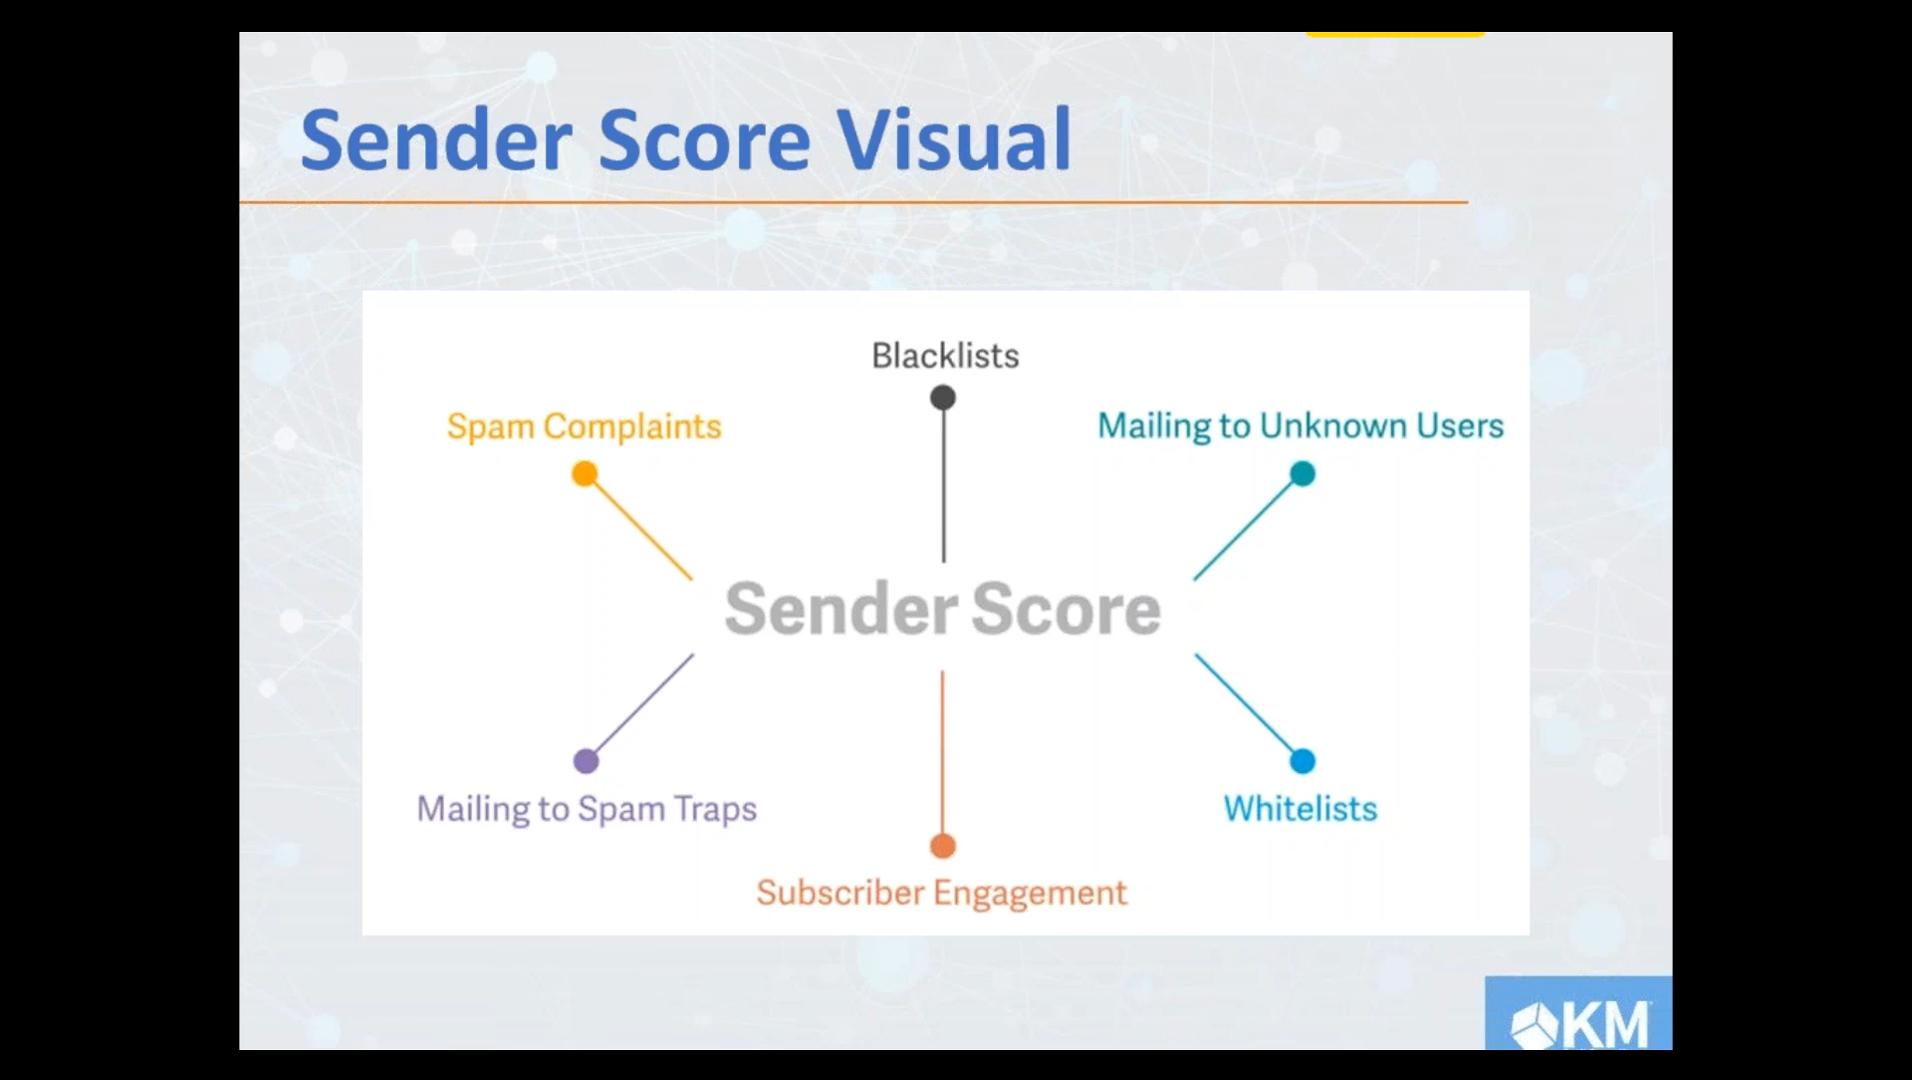 Sender Score Visual
Blacklists
Spam Complaints
Mailing to Unknown Users
Sender Score
Mailing to Spam Traps
Whitelists
Subscriber Engagement
KM